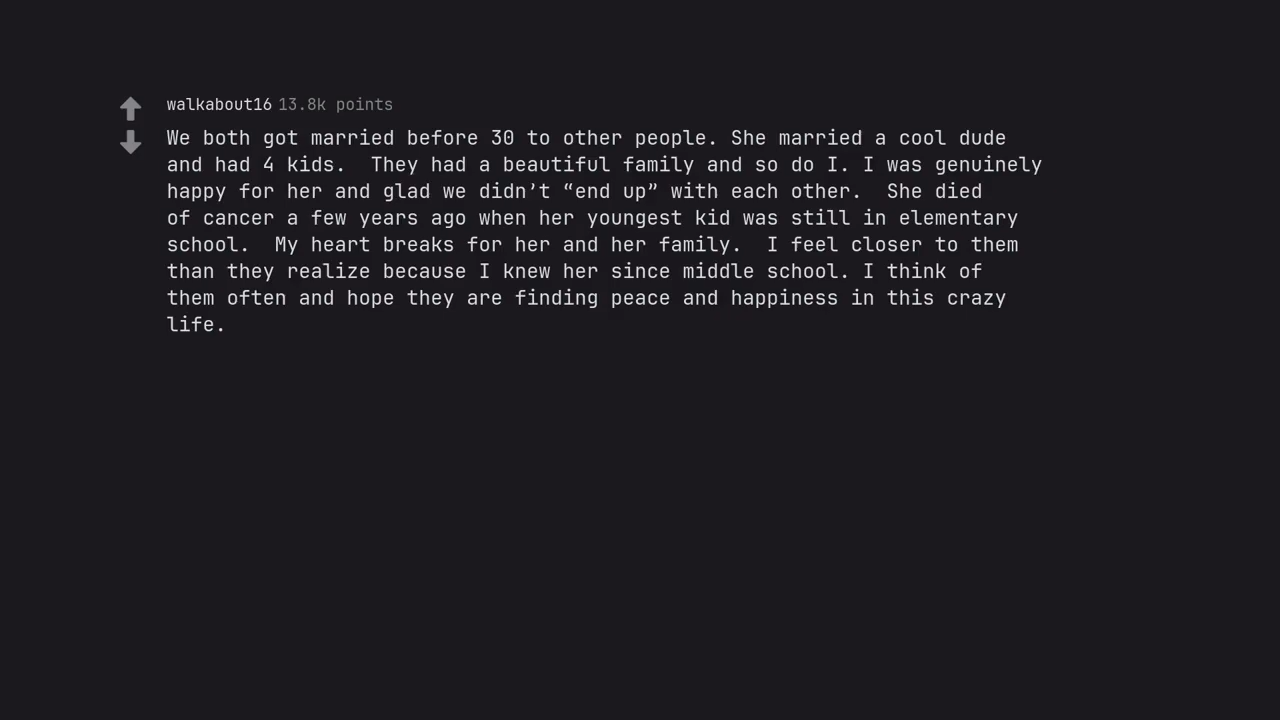 walkabout16 13.8k points
We both got married before 30 to other people. She married a cool dude
and had 4 kids.  They had a beautiful family and so do I. I was genuinely
happy for her and glad we didn’t “end up” with each other.  She died
of cancer a few years ago when her youngest kid was still in elementary
school.  My heart breaks for her and her family.  I feel closer to them
than they realize because I knew her since middle school. I think of
them often and hope they are finding peace and happiness in this crazy
life.